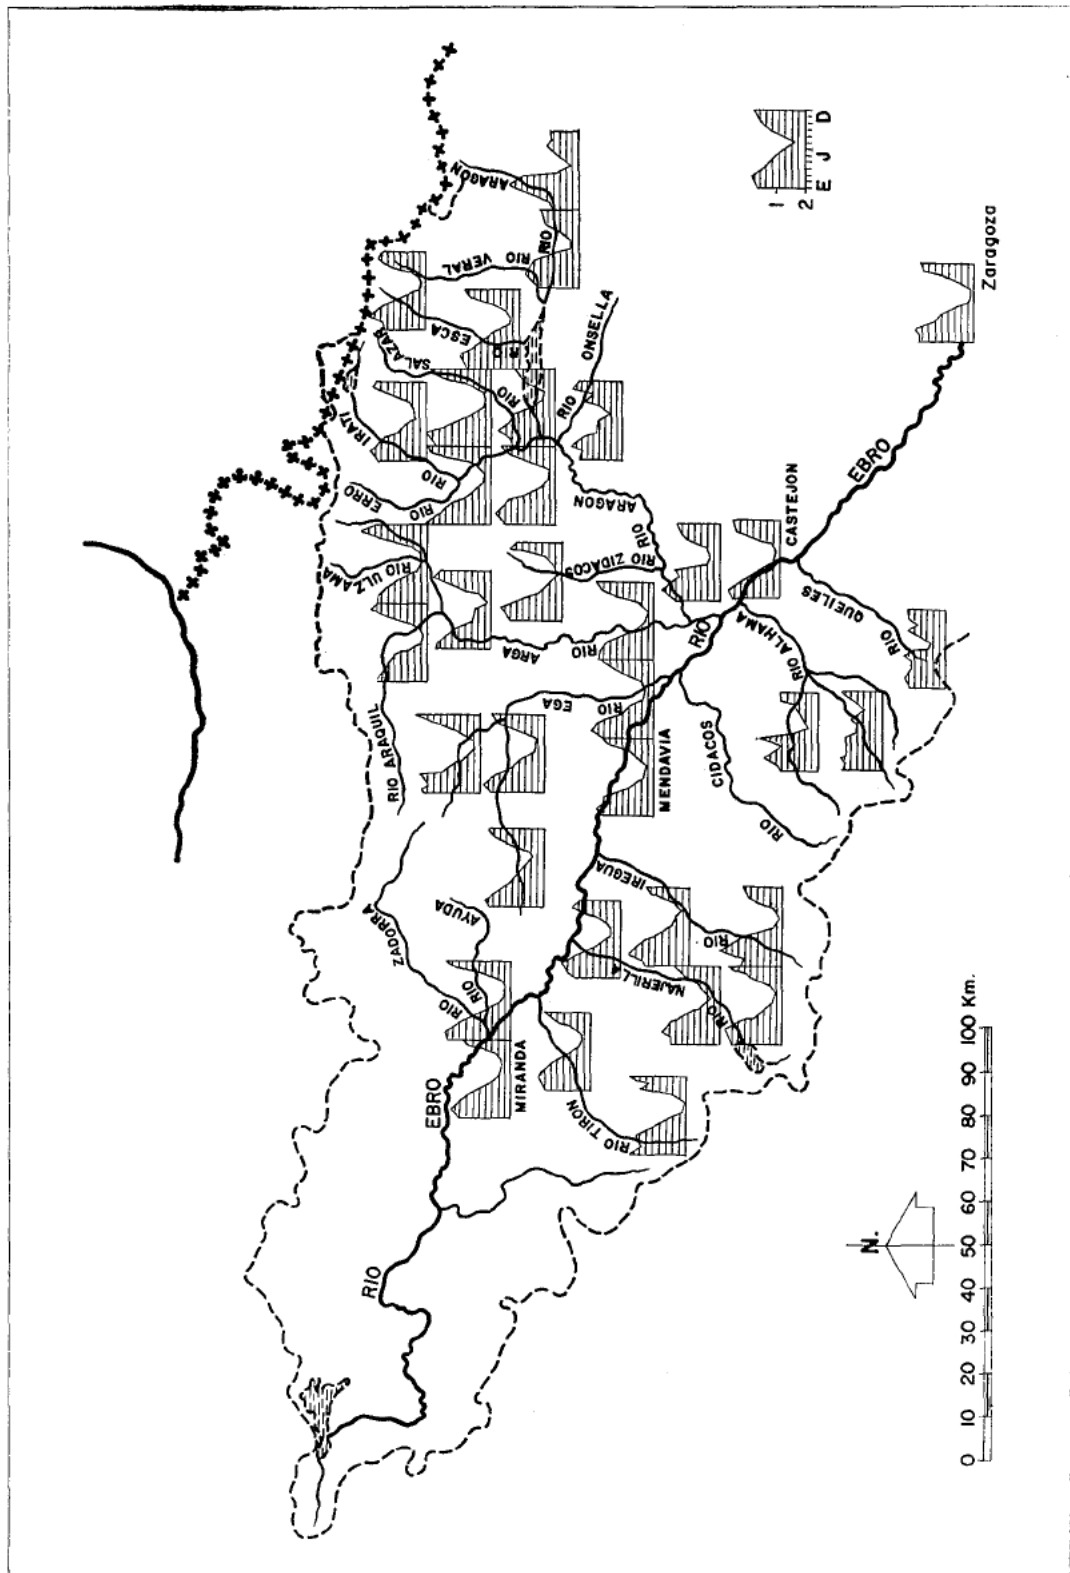 ARAGON
RIO
VERAL
RIO
ESCA
RIO
SALAZAR
RIO
IRATI
RIO
ERRO
RIO
RIO ONSELLA
ARAGON
RIO
RIO ULZAMA
RIO ZIDACOS
ARGA
RIO
RIO ARAQUIL
EGA
RIO
ZADORRA
RIO
AYUDA
RIO
RIO
EBRO
MIRANDA
RIO TIRON
NAJERILLA
RIO
IREGUA
RIO
MENDAVIA
CIDACOS
RIO
RIO
RIO ALHAMA
QUEILES
RIO
CASTEJON
EBRO
Zaragoza
1
2
E J D
N.
0 10 20 30 40 50 60 70 80 90 100 Km.